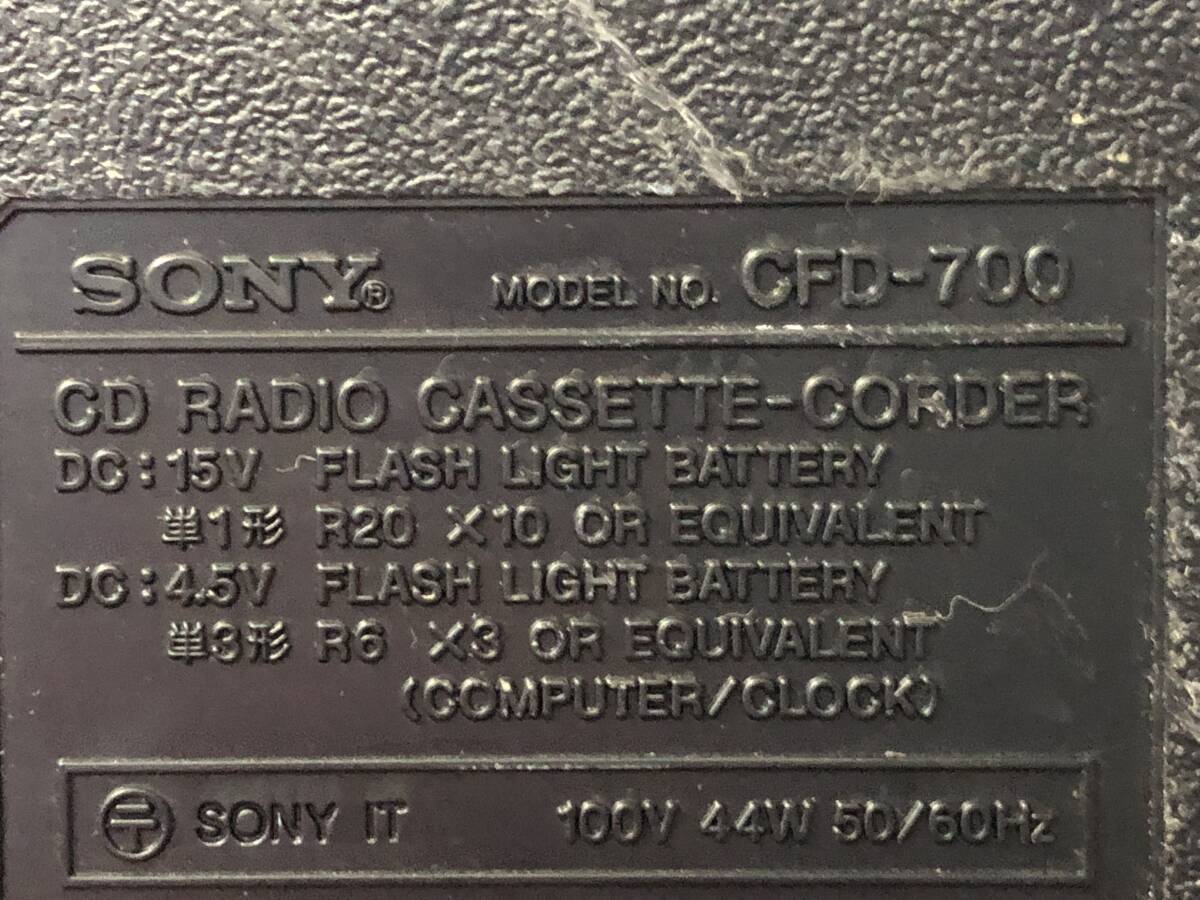 SONY® MODEL NO. CFD-700
CD RADIO CASSETTE-CORDER
DC:15V FLASH LIGHT BATTERY
単1形 R20 ×10 OR EQUIVALENT
DC:4.5V FLASH LIGHT BATTERY
単3形 R6 ×3 OR EQUIVALENT
(COMPUTER/CLOCK)
〒 SONY IT 100V 44W 50/60Hz